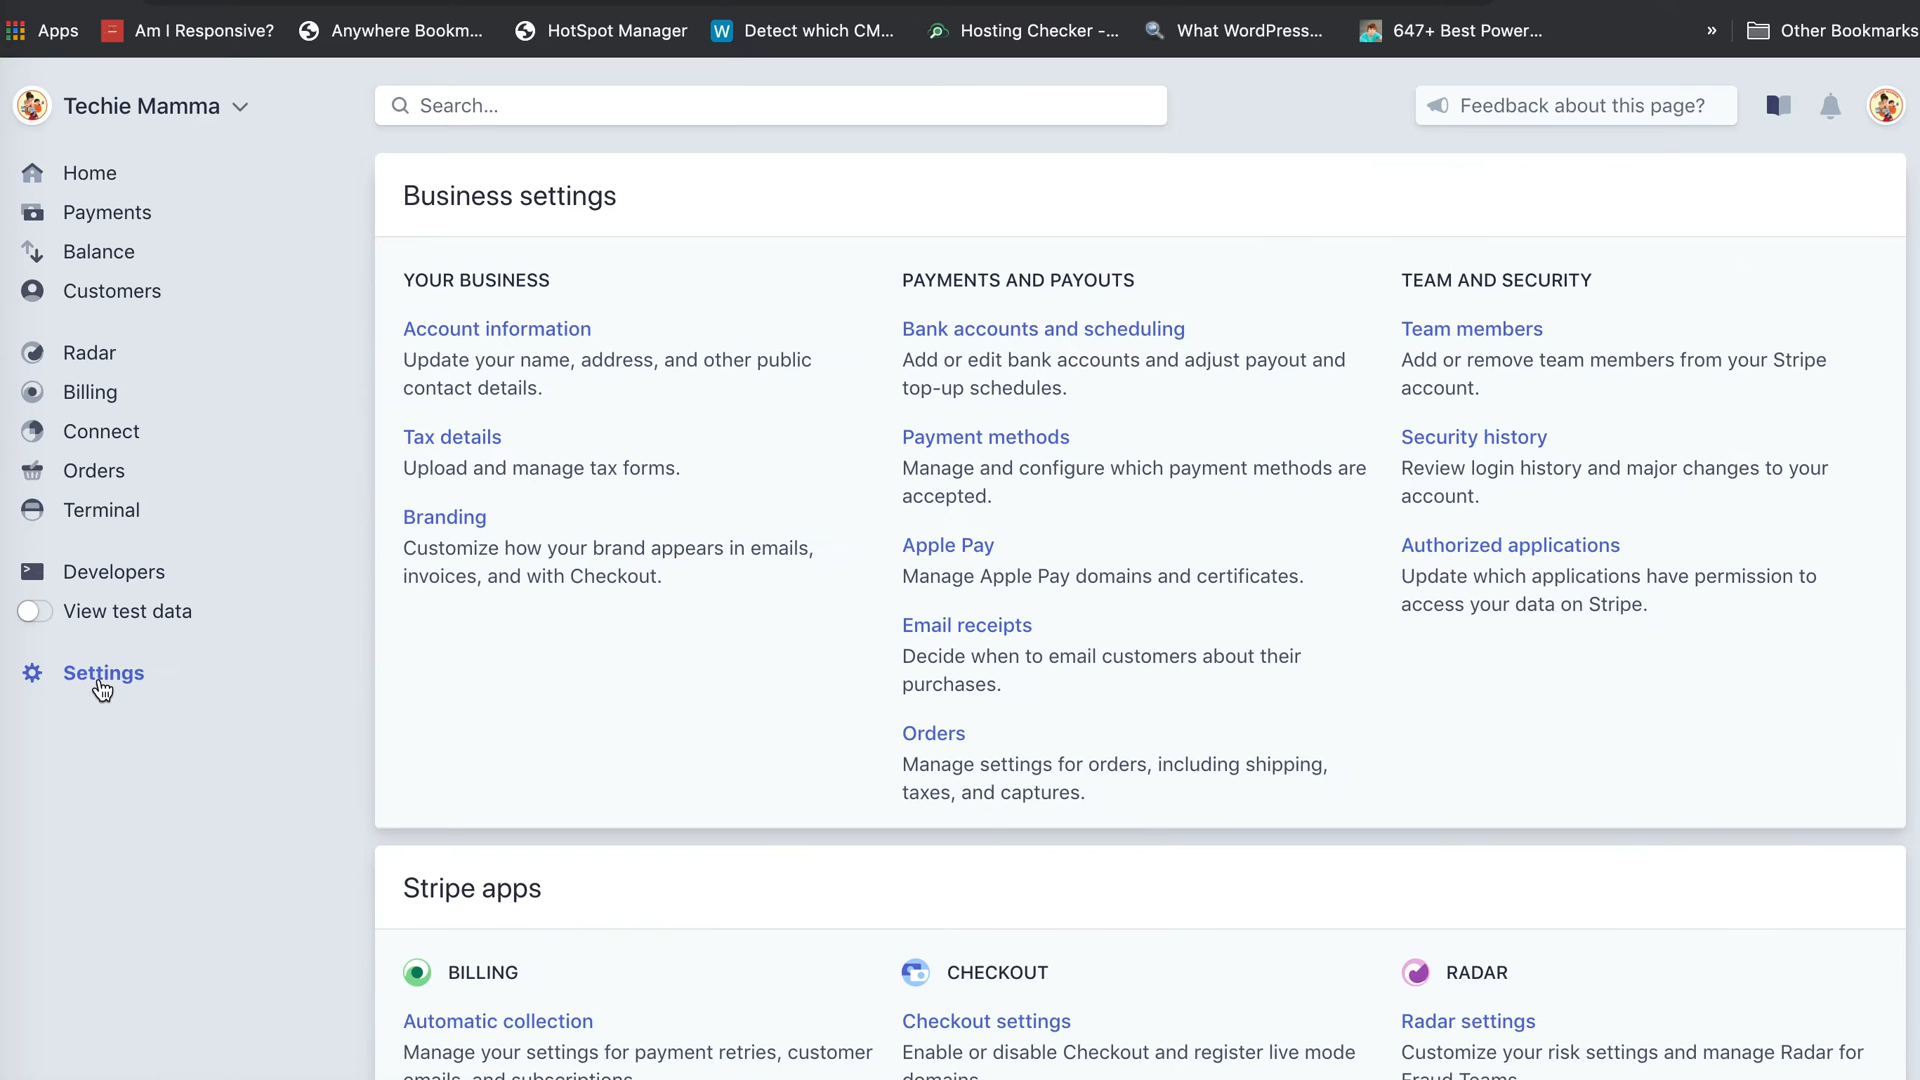 Apps
Am I Responsive?
Anywhere Bookm...
HotSpot Manager
W Detect which CM...
Hosting Checker -...
What WordPress...
647+ Best Power...
»
Other Bookmarks
Techie Mamma
Search...
Feedback about this page?
Home
Payments
Balance
Customers
Radar
Billing
Connect
Orders
Terminal
Developers
View test data
Settings
Business settings
YOUR BUSINESS
Account information
Update your name, address, and other public
contact details.
Tax details
Upload and manage tax forms.
Branding
Customize how your brand appears in emails,
invoices, and with Checkout.
PAYMENTS AND PAYOUTS
Bank accounts and scheduling
Add or edit bank accounts and adjust payout and
top-up schedules.
Payment methods
Manage and configure which payment methods are
accepted.
Apple Pay
Manage Apple Pay domains and certificates.
Email receipts
Decide when to email customers about their
purchases.
Orders
Manage settings for orders, including shipping,
taxes, and captures.
TEAM AND SECURITY
Team members
Add or remove team members from your Stripe
account.
Security history
Review login history and major changes to your
account.
Authorized applications
Update which applications have permission to
access your data on Stripe.
Stripe apps
BILLING
Automatic collection
Manage your settings for payment retries, customer
emails, and subscriptions.
CHECKOUT
Checkout settings
Enable or disable Checkout and register live mode
domains.
RADAR
Radar settings
Customize your risk settings and manage Radar for
Fraud Teams.